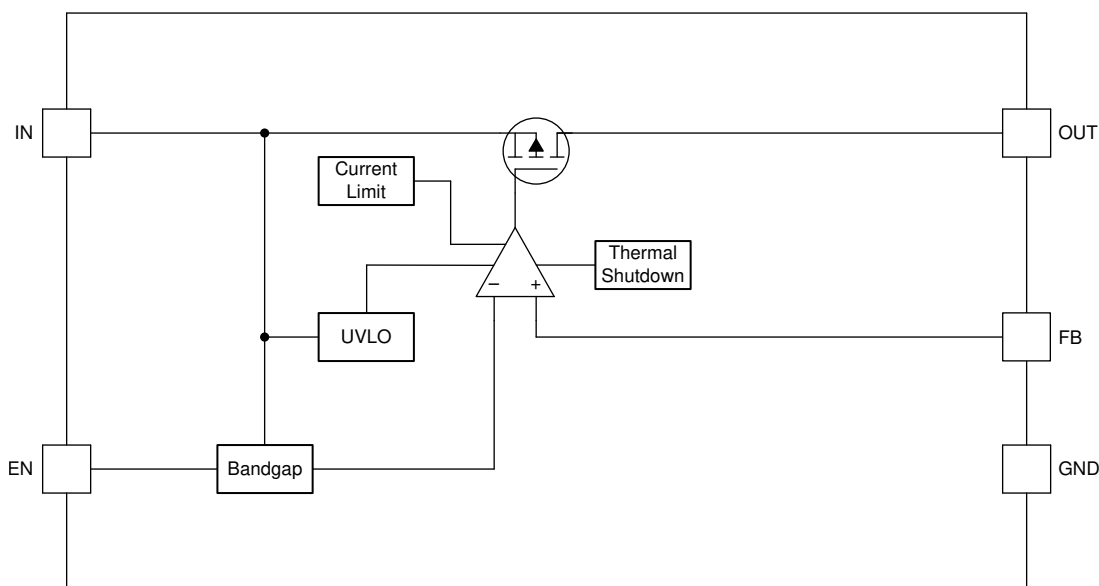 IN
OUT
Current
Limit
Thermal
Shutdown
− +
UVLO
FB
EN
Bandgap
GND